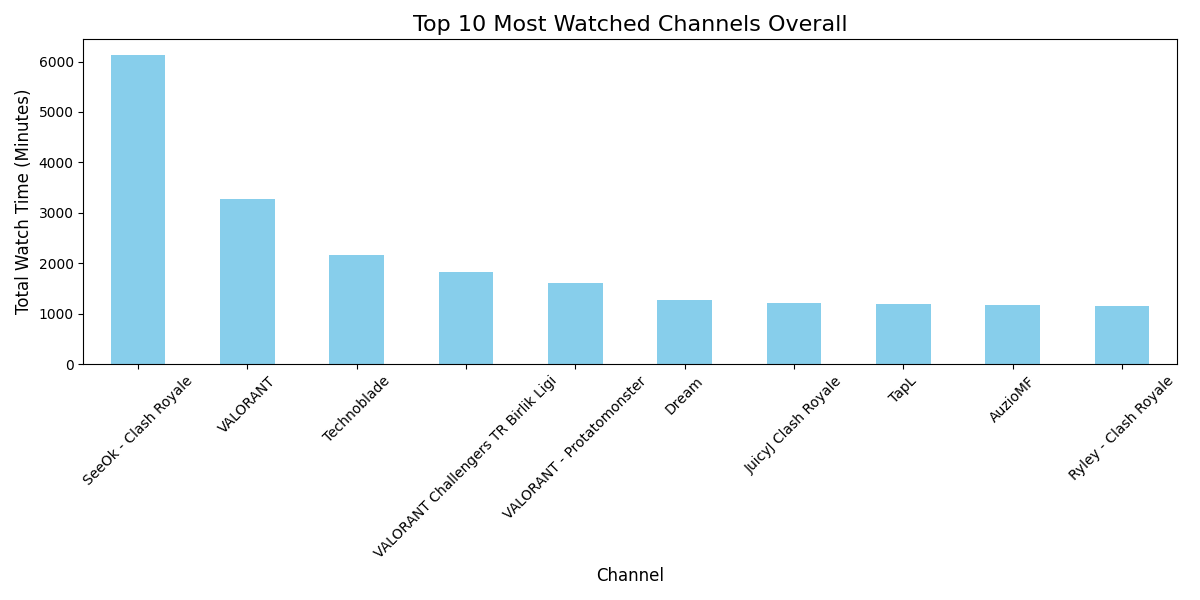 Top 10 Most Watched Channels Overall
Total Watch Time (Minutes)
6000
5000
4000
3000
2000
1000
0
SeeOk - Clash Royale
VALORANT
Technoblade
VALORANT Challengers TR Birlik Ligi
VALORANT - Protatomonster
Dream
JuicyJ Clash Royale
TapL
AuzioMF
Ryley - Clash Royale
Channel